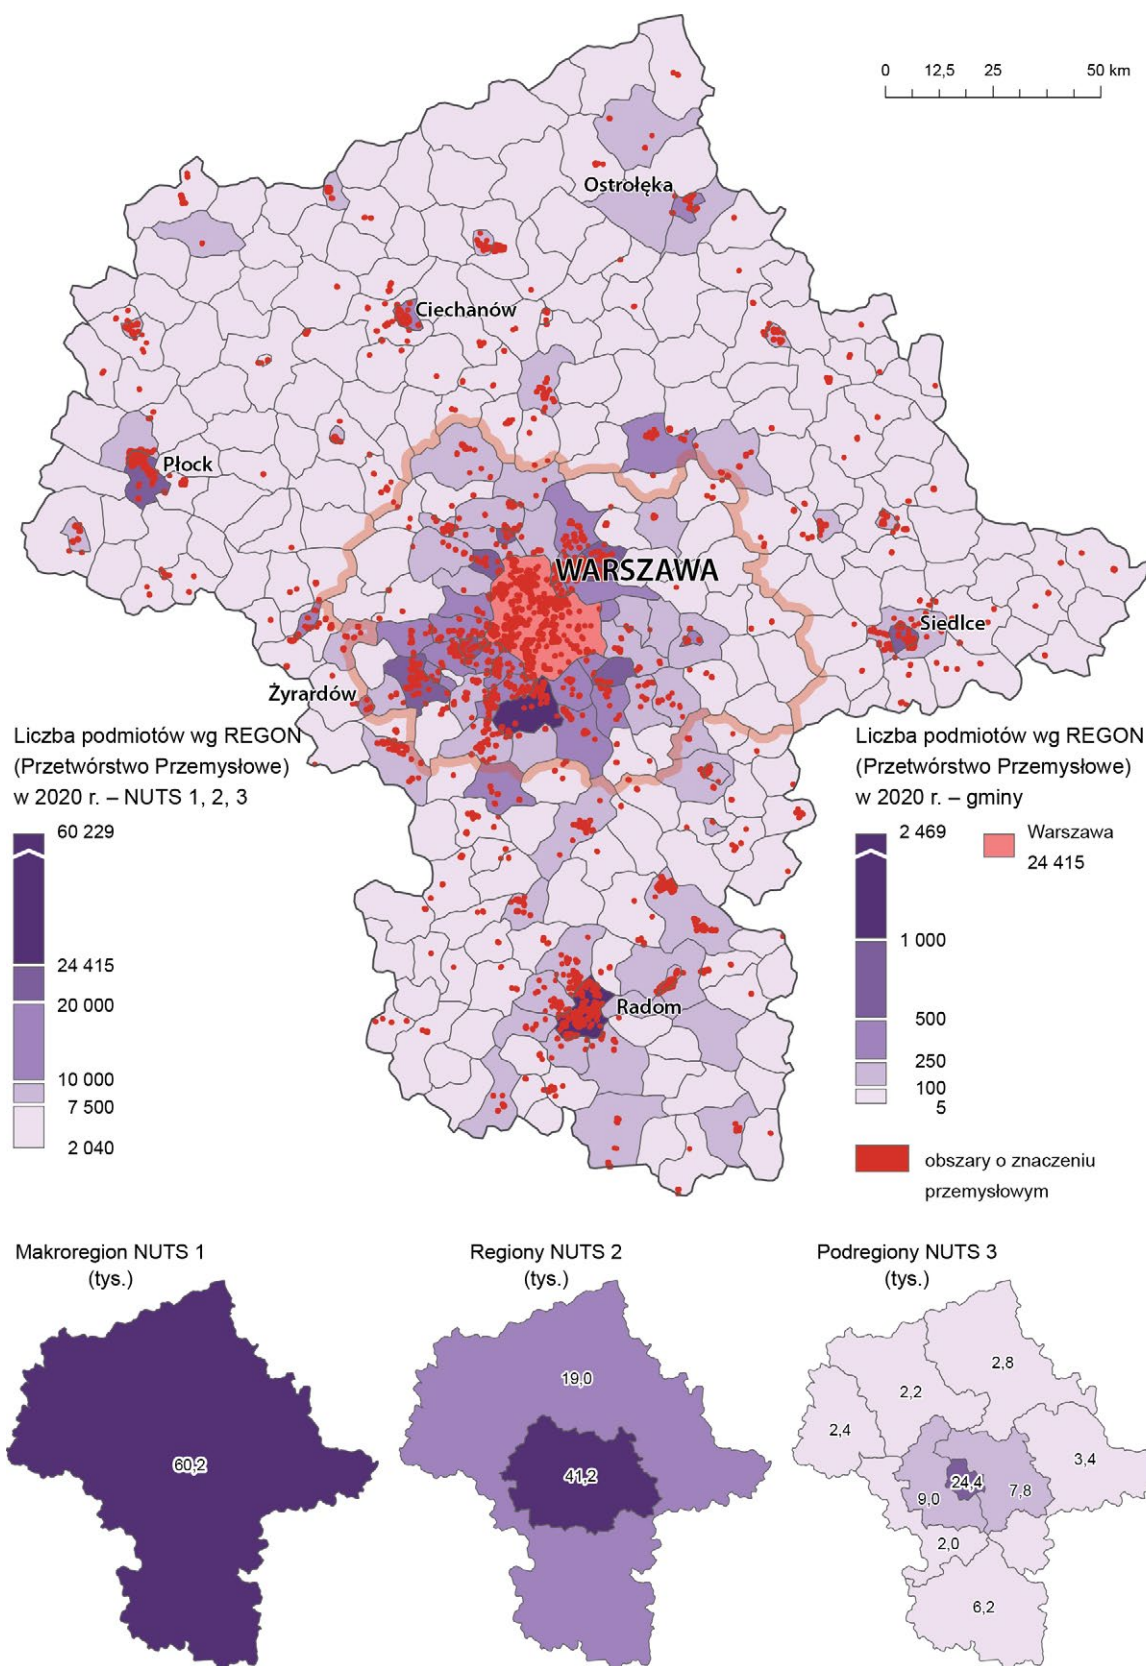 0 12,5 25 50 km
Ostrołęka
Ciechanów
Płock
WARSZAWA
Siedlce
Żyrardów
Radom
Liczba podmiotów wg REGON
(Przetwórstwo Przemysłowe)
w 2020 r. – NUTS 1, 2, 3
60 229
24 415
20 000
10 000
7 500
2 040
Liczba podmiotów wg REGON
(Przetwórstwo Przemysłowe)
w 2020 r. – gminy
2 469
1 000
500
250
100
5
Warszawa
24 415
obszary o znaczeniu
przemysłowym
Makroregion NUTS 1
(tys.)
60,2
Regiony NUTS 2
(tys.)
19,0
41,2
Podregiony NUTS 3
(tys.)
2,8
2,2
2,4
3,4
24,4
9,0
7,8
2,0
6,2